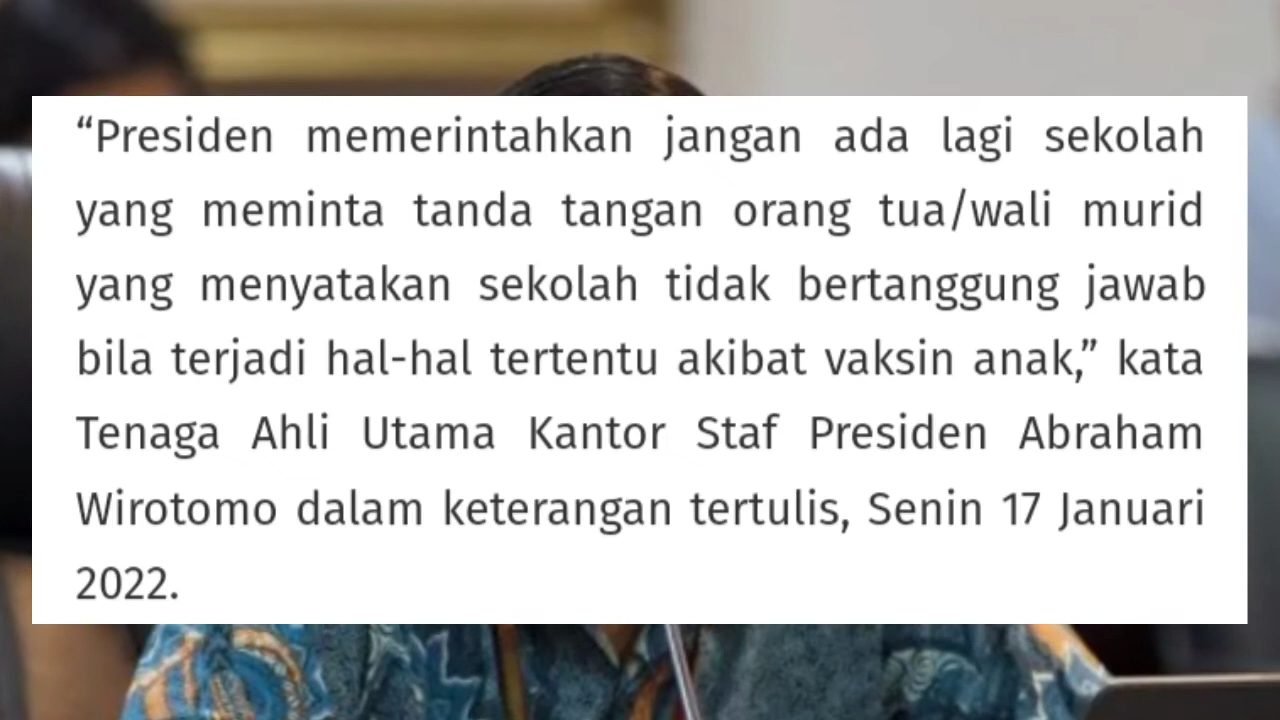 “Presiden memerintahkan jangan ada lagi sekolah
yang meminta tanda tangan orang tua/wali murid
yang menyatakan sekolah tidak bertanggung jawab
bila terjadi hal-hal tertentu akibat vaksin anak,” kata
Tenaga Ahli Utama Kantor Staf Presiden Abraham
Wirotomo dalam keterangan tertulis, Senin 17 Januari
2022.